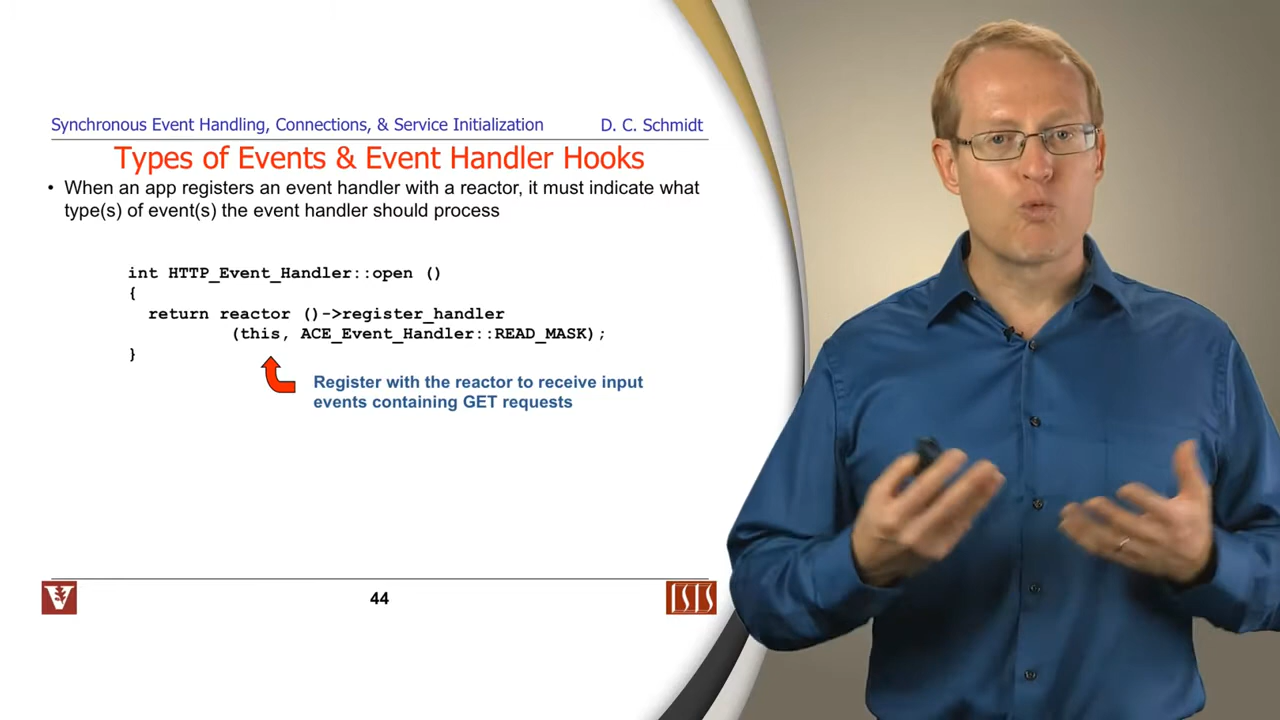 Synchronous Event Handling, Connections, & Service Initialization D. C. Schmidt
Types of Events & Event Handler Hooks
• When an app registers an event handler with a reactor, it must indicate what
type(s) of event(s) the event handler should process
int HTTP_Event_Handler::open ()
{
return reactor ()->register_handler
(this, ACE_Event_Handler::READ_MASK);
}
Register with the reactor to receive input
events containing GET requests
V
44
ISIS